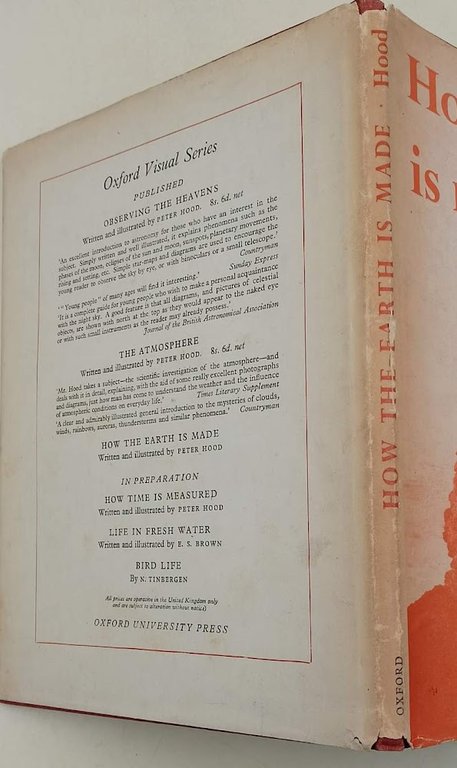 Oxford Visual Series
PUBLISHED
OBSERVING THE HEAVENS
Written and illustrated by PETER HOOD. 8s. 6d. net
'An excellent introduction to astronomy for those who have an interest in the
subject. Simply written and well illustrated, it explains phenomena such as the
phases of the moon, eclipses of the sun and moon, sunspots, planetary movements,
rising and setting, etc. Simple star-maps and diagrams are used to encourage the
young reader to observe the sky by eye, or with binoculars or a small telescope.'
Countryman
'"Young people" of many ages will find it interesting.'
Sunday Express
'It is a complete guide for young people who wish to make a personal acquaintance
with the night sky. A good feature is that all diagrams, and pictures of celestial
objects, are shown with north at the top as they would appear to the naked eye
or with such small instruments as the reader may already possess.'
Journal of the British Astronomical Association
THE ATMOSPHERE
Written and illustrated by PETER HOOD. 8s. 6d. net
'Mr. Hood takes a subject—the scientific investigation of the atmosphere—and
deals with it in detail, explaining, with the aid of some really excellent photographs
and diagrams, just how man has come to understand the weather and the influence
of atmospheric conditions on everyday life.' Times Literary Supplement
'A clear and admirably illustrated general introduction to the mysteries of clouds,
winds, rainbows, auroras, thunderstorms and similar phenomena.' Countryman
HOW THE EARTH IS MADE
Written and illustrated by PETER HOOD
IN PREPARATION
HOW TIME IS MEASURED
Written and illustrated by PETER HOOD
LIFE IN FRESH WATER
Written and illustrated by E. S. BROWN
BIRD LIFE
By N. TINBERGEN
All prices are operative in the United Kingdom only
and are subject to alteration without notice)
OXFORD UNIVERSITY PRESS
HOW THE EARTH IS MADE · Hood
OXFORD
Ho
is